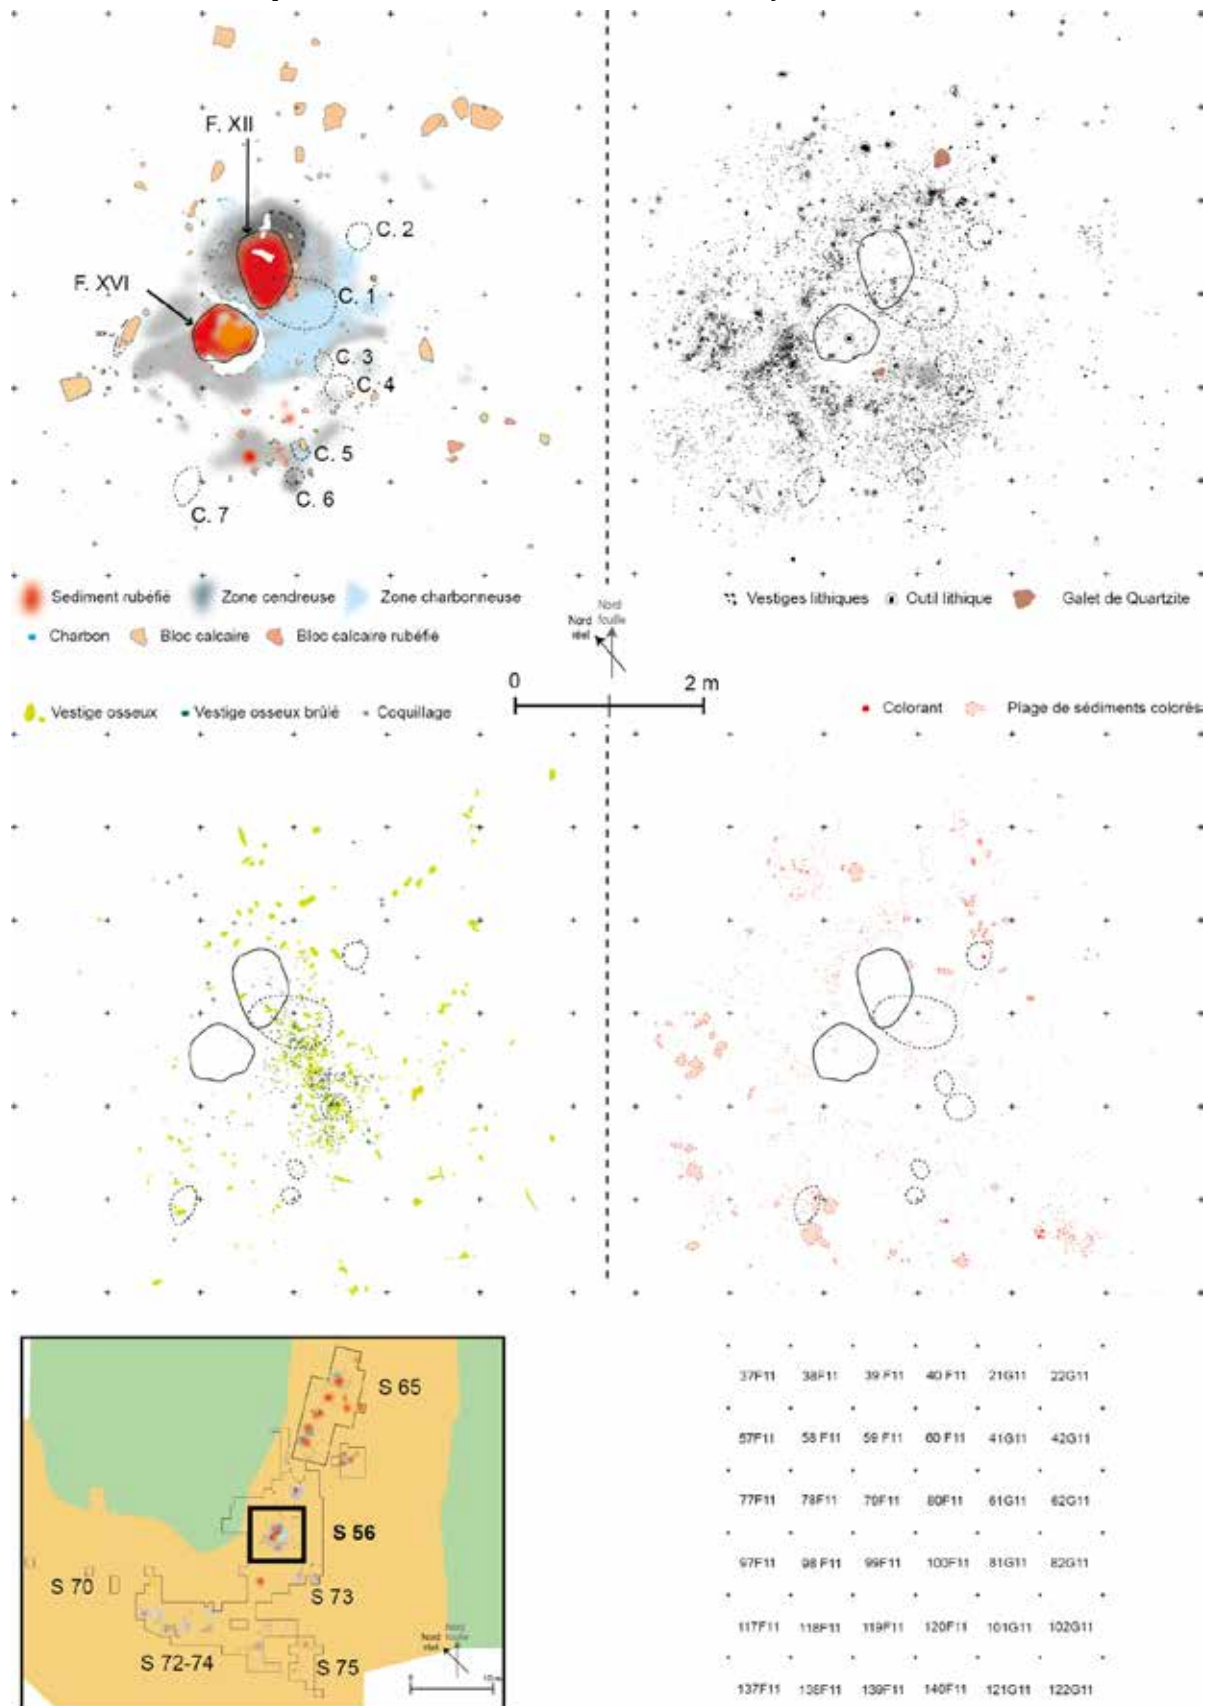 F. XII
C. 2
F. XVI
C. 1
C. 3
C. 4
C. 5
C. 6
C. 7
Sediment rubéfié Zone cendreuse Zone charbonneuse
Charbon Bloc calcaire Bloc calcaire rubéfié
Vestiges lithiques Outil lithique Galet de Quartzite
Nord fouille
Nord réel
0 2 m
Vestige osseux Vestige osseux brûlé Coquillage
Colorant Plage de sédiments colorés
S 65
S 56
S 70
S 73
S 72-74
S 75
Nord fouille
Nord réel
0
37F11 38F11 39 F11 40 F11 21G11 22G11
57F11 58 F11 59 F11 60 F11 41G11 42G11
77F11 78F11 79F11 80F11 61G11 62G11
97F11 98 F11 99F11 100F11 81G11 82G11
117F11 118F11 119F11 120F11 101G11 102G11
137F11 138F11 139F11 140F11 121G11 122G11